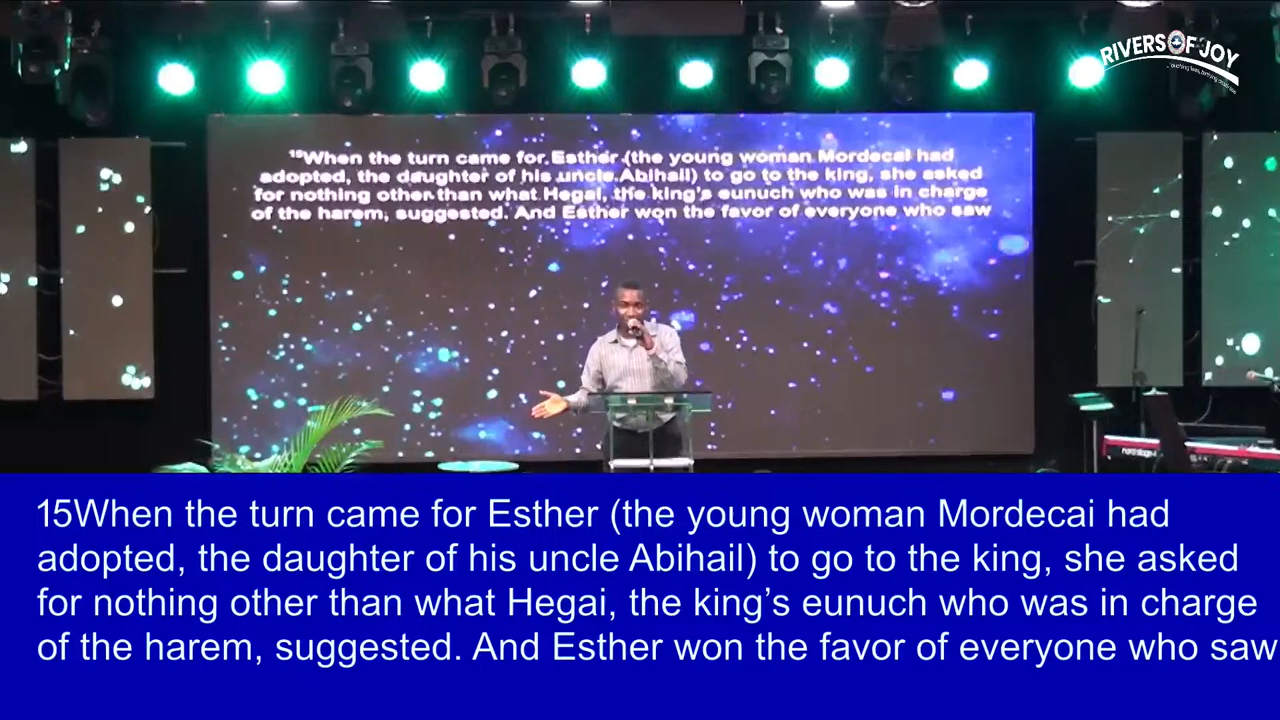 RIVERS OF JOY
15When the turn came for Esther (the young woman Mordecai had
adopted, the daughter of his uncle Abihail) to go to the king, she asked
for nothing other than what Hegai, the king's eunuch who was in charge
of the harem, suggested. And Esther won the favor of everyone who saw
nord stage
15When the turn came for Esther (the young woman Mordecai had
adopted, the daughter of his uncle Abihail) to go to the king, she asked
for nothing other than what Hegai, the king’s eunuch who was in charge
of the harem, suggested. And Esther won the favor of everyone who saw